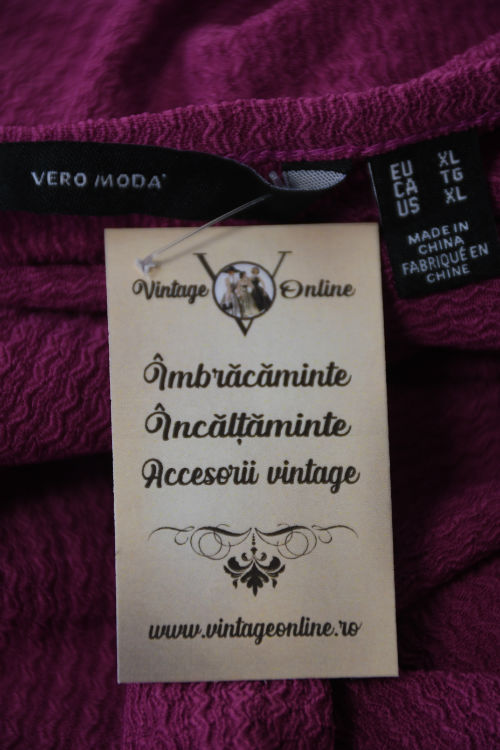 VERO MODA
EU XL
CA TG
US XL
MADE IN
CHINA
FABRIQUÉ EN
CHINE
Vintage Online
Îmbrăcăminte
Încălțăminte
Accesorii vintage
www.vintageonline.ro